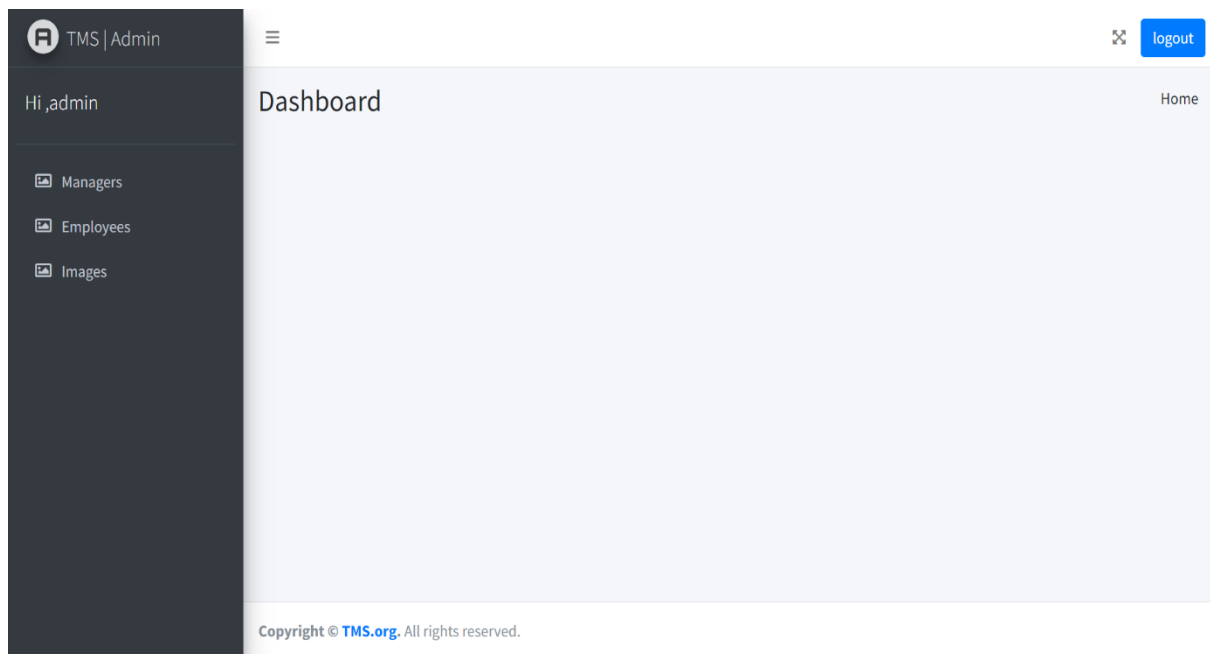 TMS | Admin
logout
Hi ,admin
Dashboard
Home
Managers
Employees
Images
Copyright © TMS.org. All rights reserved.